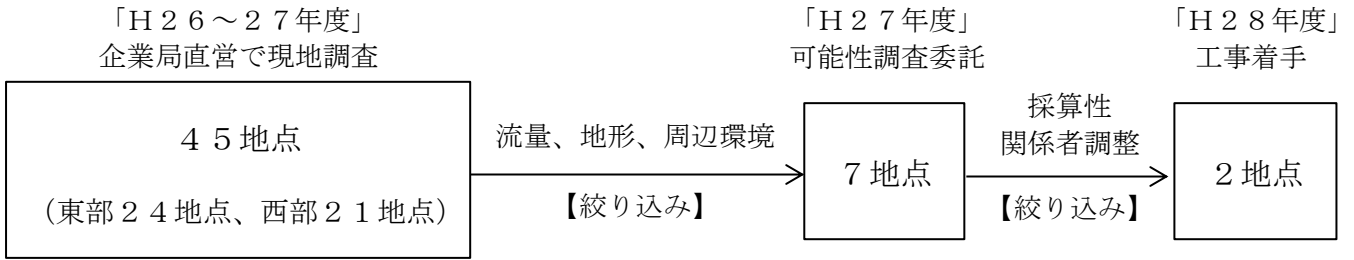 「Ｈ２６～２７年度」
企業局直営で現地調査
４５地点
（東部２４地点、西部２１地点）
流量、地形、周辺環境
【絞り込み】
「Ｈ２７年度」
可能性調査委託
７地点
採算性
関係者調整
【絞り込み】
「Ｈ２８年度」
工事着手
２地点